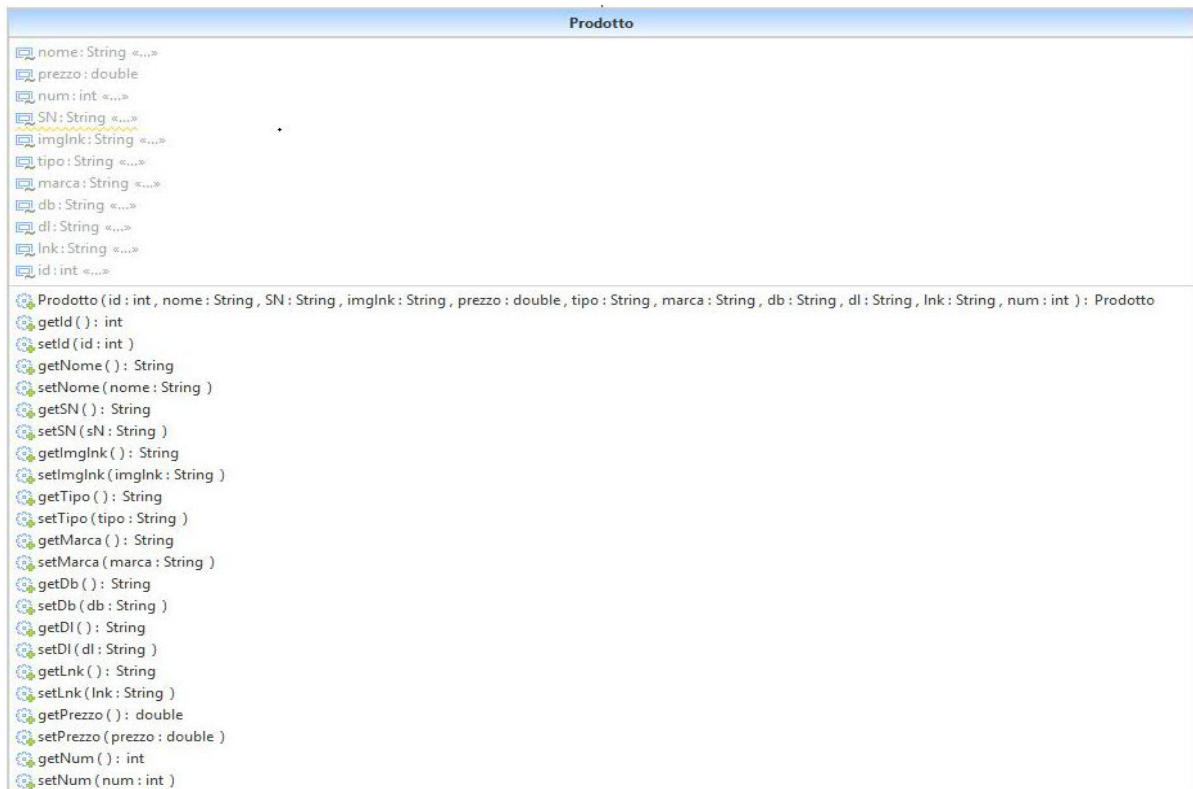 Prodotto
nome : String «...»
prezzo : double
num : int «...»
SN : String «...»
imglnk : String «...»
tipo : String «...»
marca : String «...»
db : String «...»
dl : String «...»
lnk : String «...»
id : int «...»
Prodotto ( id : int , nome : String , SN : String , imglnk : String , prezzo : double , tipo : String , marca : String , db : String , dl : String , lnk : String , num : int ) : Prodotto
getId ( ) : int
setId ( id : int )
getNome ( ) : String
setNome ( nome : String )
getSN ( ) : String
setSN ( sN : String )
getImglnk ( ) : String
setImglnk ( imglnk : String )
getTipo ( ) : String
setTipo ( tipo : String )
getMarca ( ) : String
setMarca ( marca : String )
getDb ( ) : String
setDb ( db : String )
getDl ( ) : String
setDl ( dl : String )
getLnk ( ) : String
setLnk ( lnk : String )
getPrezzo ( ) : double
setPrezzo ( prezzo : double )
getNum ( ) : int
setNum ( num : int )